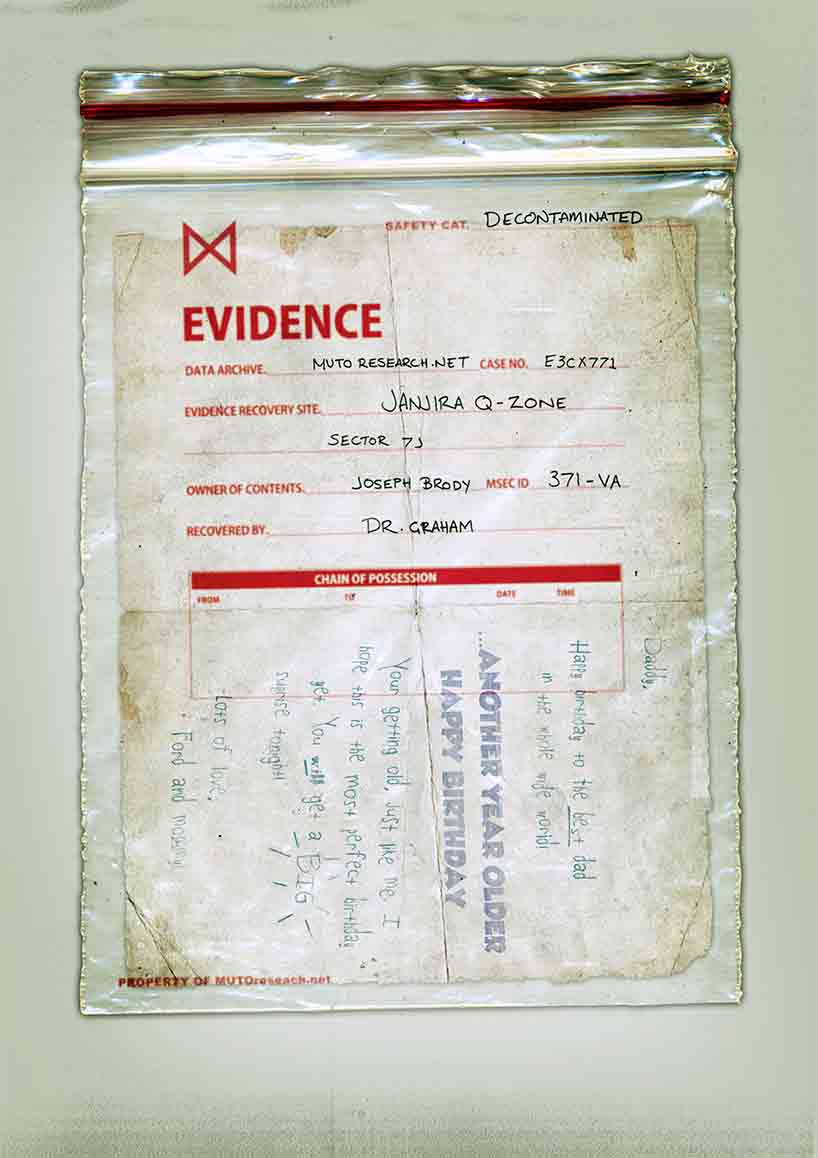 SAFETY CAT. DECONTAMINATED
EVIDENCE
DATA ARCHIVE. MUTO RESEARCH.NET CASE NO. E3CX771
EVIDENCE RECOVERY SITE. JANJIRA Q-ZONE
SECTOR 7J
OWNER OF CONTENTS. JOSEPH BRODY MSEC ID 371-VA
RECOVERED BY. DR. GRAHAM
CHAIN OF POSSESSION
FROM TO DATE TIME
Daddy,
Happy birthday to the best dad
in the whole wide world!
...ANOTHER YEAR OLDER
HAPPY BIRTHDAY
Your getting old, just like me. I
hope this is the most perfect birthday
yet. You will get a BIG
surprise tonight!
Lots of love,
Ford and mommy
PROPERTY OF MUTOreseach.net